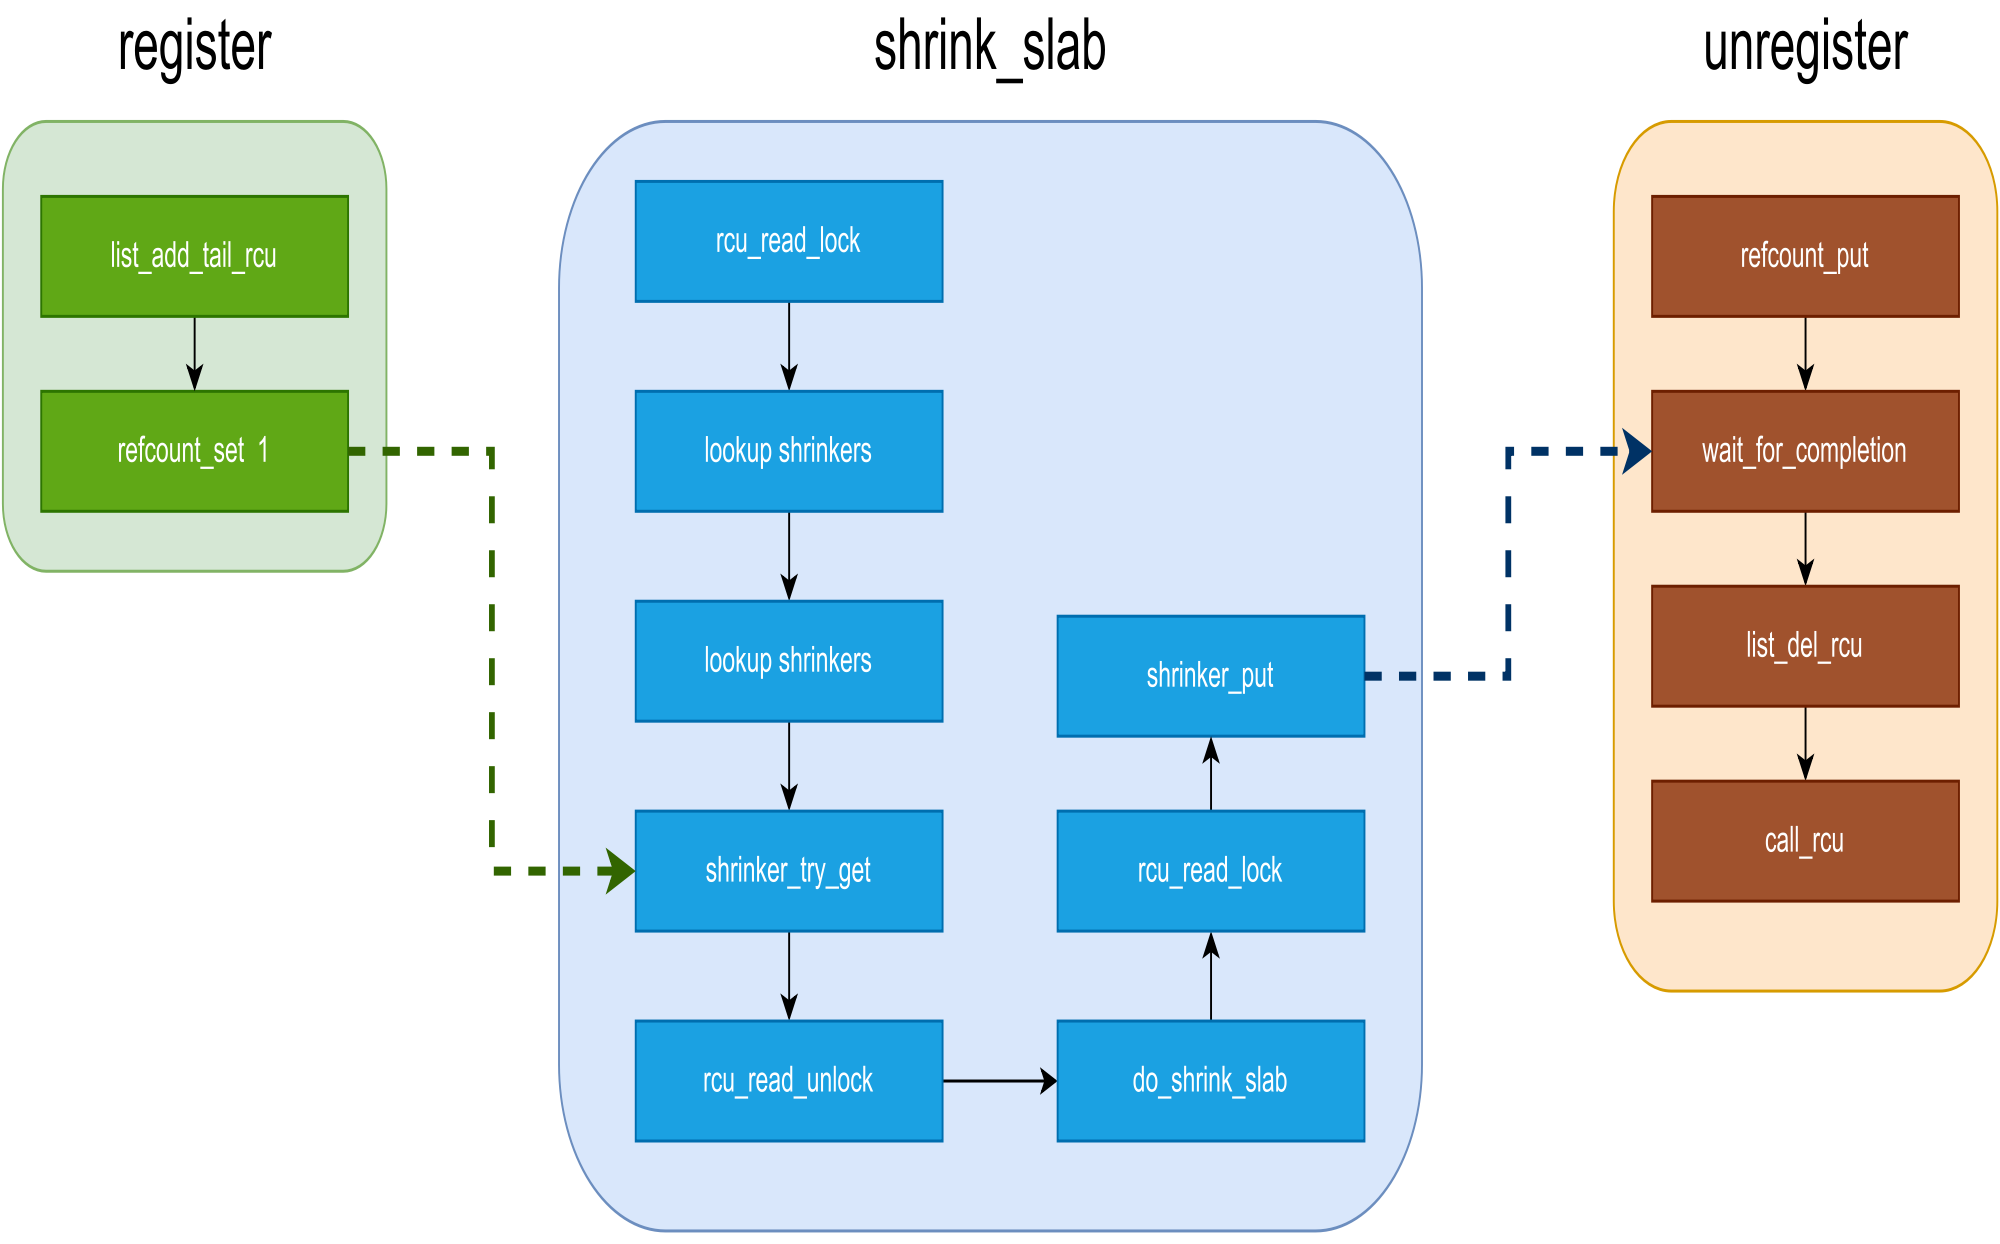 register
list_add_tail_rcu
refcount_set 1
shrink_slab
rcu_read_lock
lookup shrinkers
lookup shrinkers
shrinker_try_get
rcu_read_unlock
do_shrink_slab
rcu_read_lock
shrinker_put
unregister
refcount_put
wait_for_completion
list_del_rcu
call_rcu